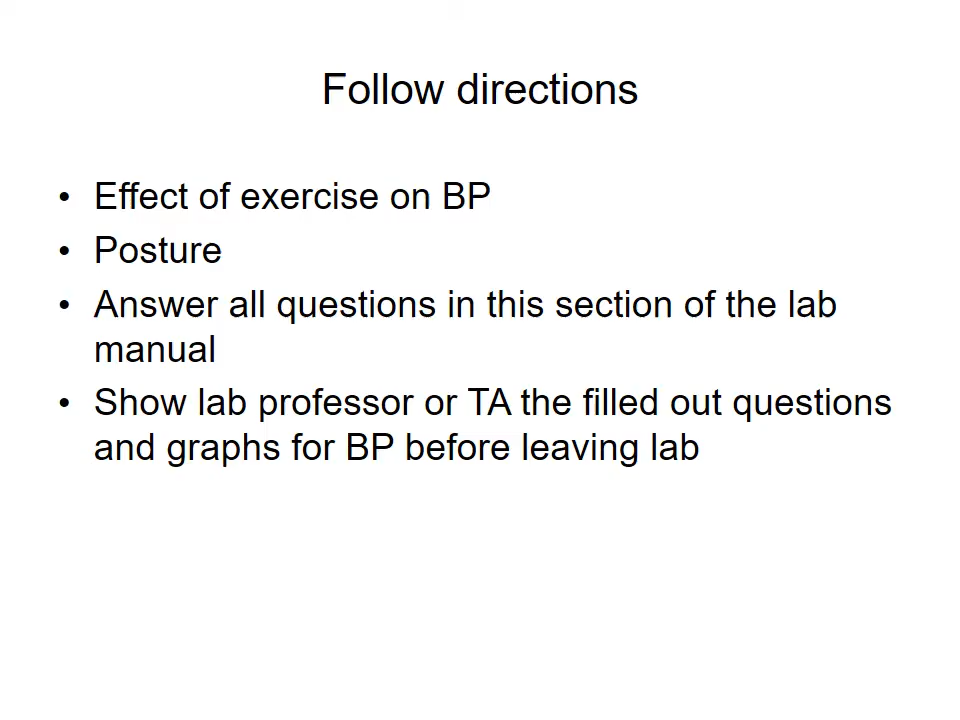 Follow directions
• Effect of exercise on BP
• Posture
• Answer all questions in this section of the lab
manual
• Show lab professor or TA the filled out questions
and graphs for BP before leaving lab